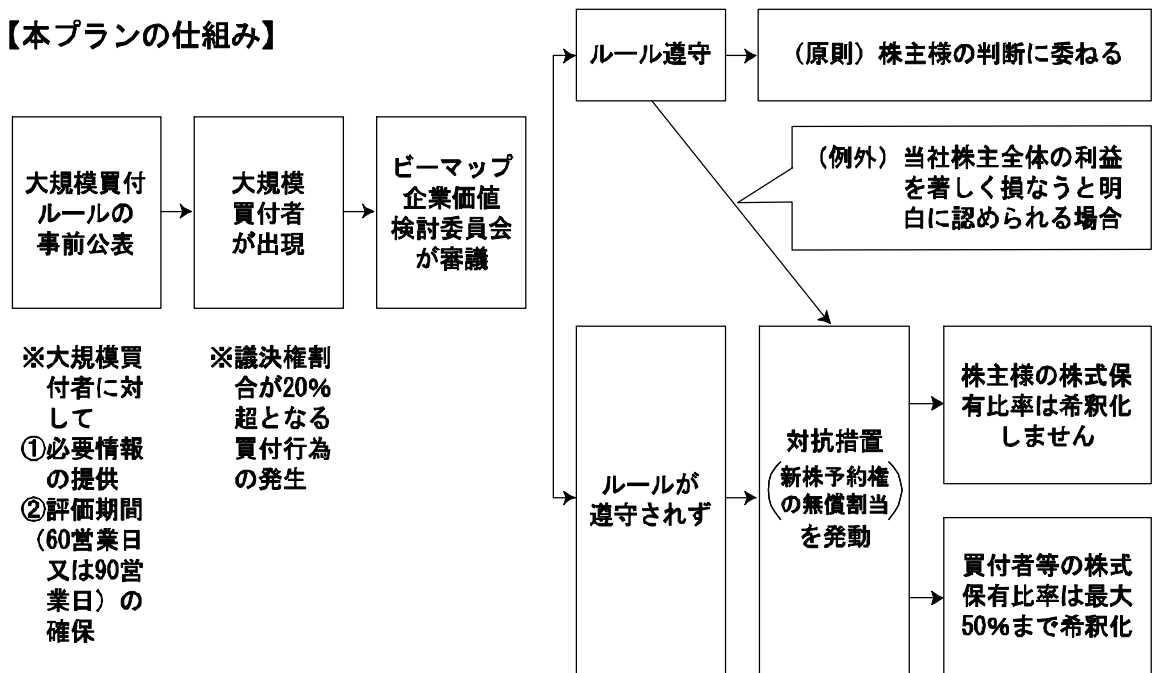 【本プランの仕組み】
大規模買付
ルールの
事前公表
大規模
買付者
が出現
ビーマップ
企業価値
検討委員会
が審議
ルール遵守
（原則）株主様の判断に委ねる
（例外）当社株主全体の利益
を著しく損なうと明
白に認められる場合
※大規模買
付者に対
して
①必要情報
の提供
②評価期間
（60営業日
又は90営
業日）の
確保
※議決権割
合が20%
超となる
買付行為
の発生
ルールが
遵守されず
対抗措置
（新株予約権
の無償割当）
を発動
株主様の株式保
有比率は希釈化
しません
買付者等の株式
保有比率は最大
50%まで希釈化